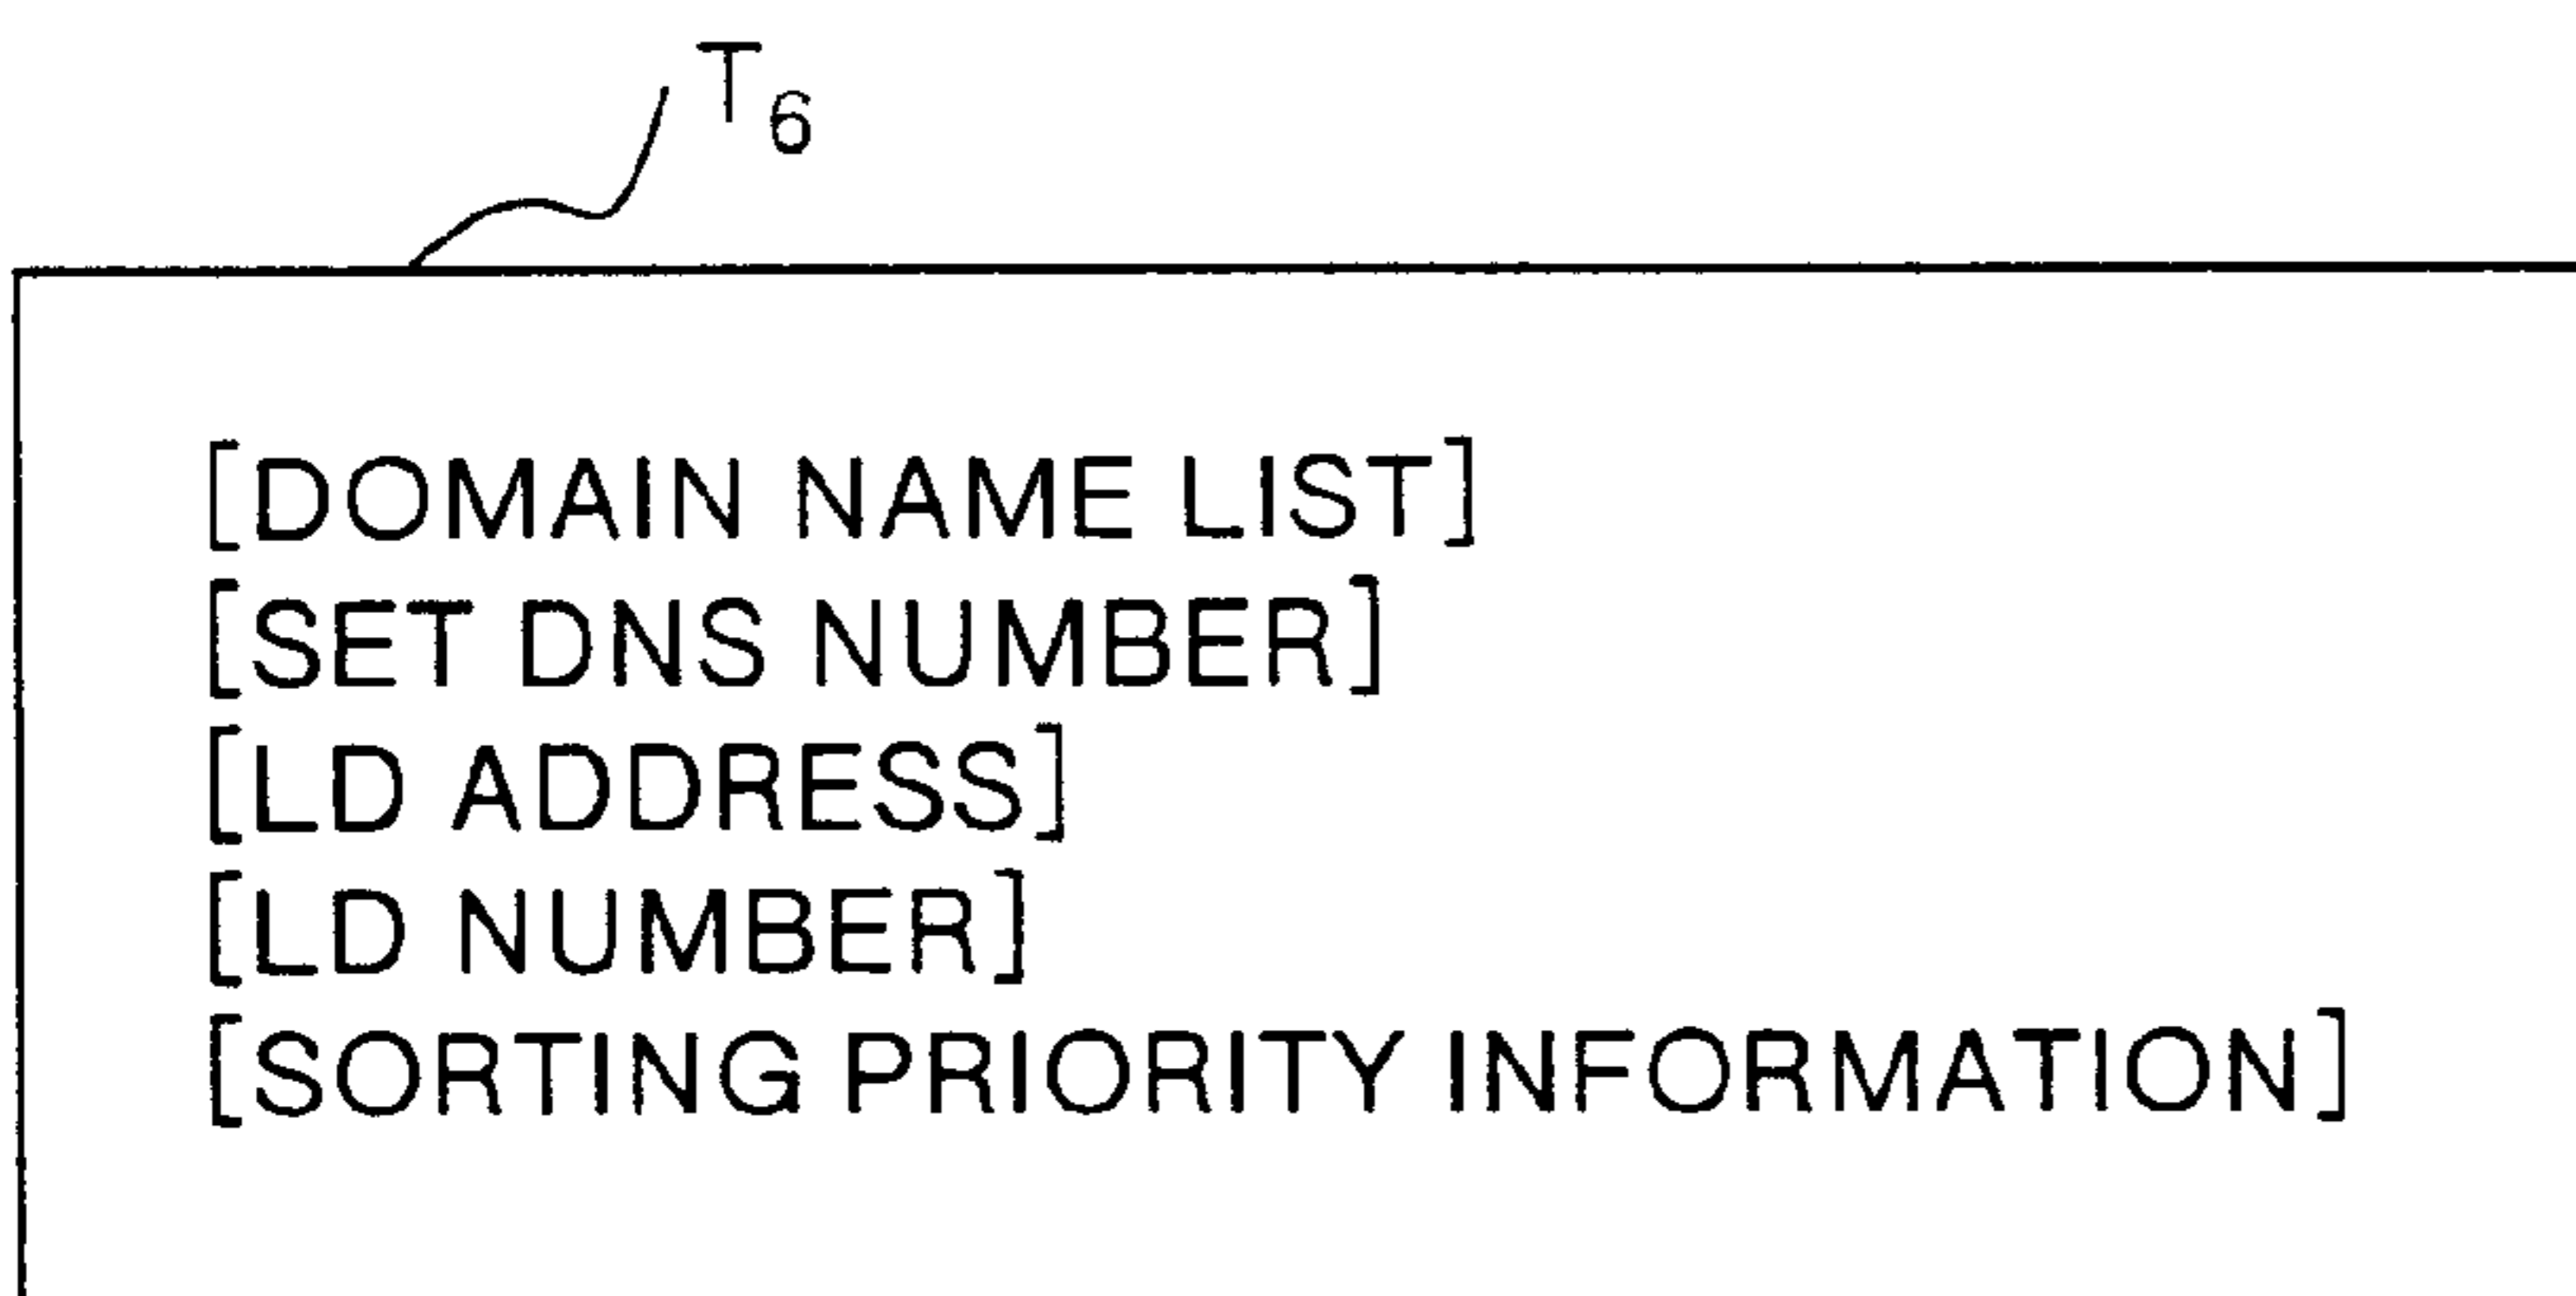 T6
[DOMAIN NAME LIST]
[SET DNS NUMBER]
[LD ADDRESS]
[LD NUMBER]
[SORTING PRIORITY INFORMATION]